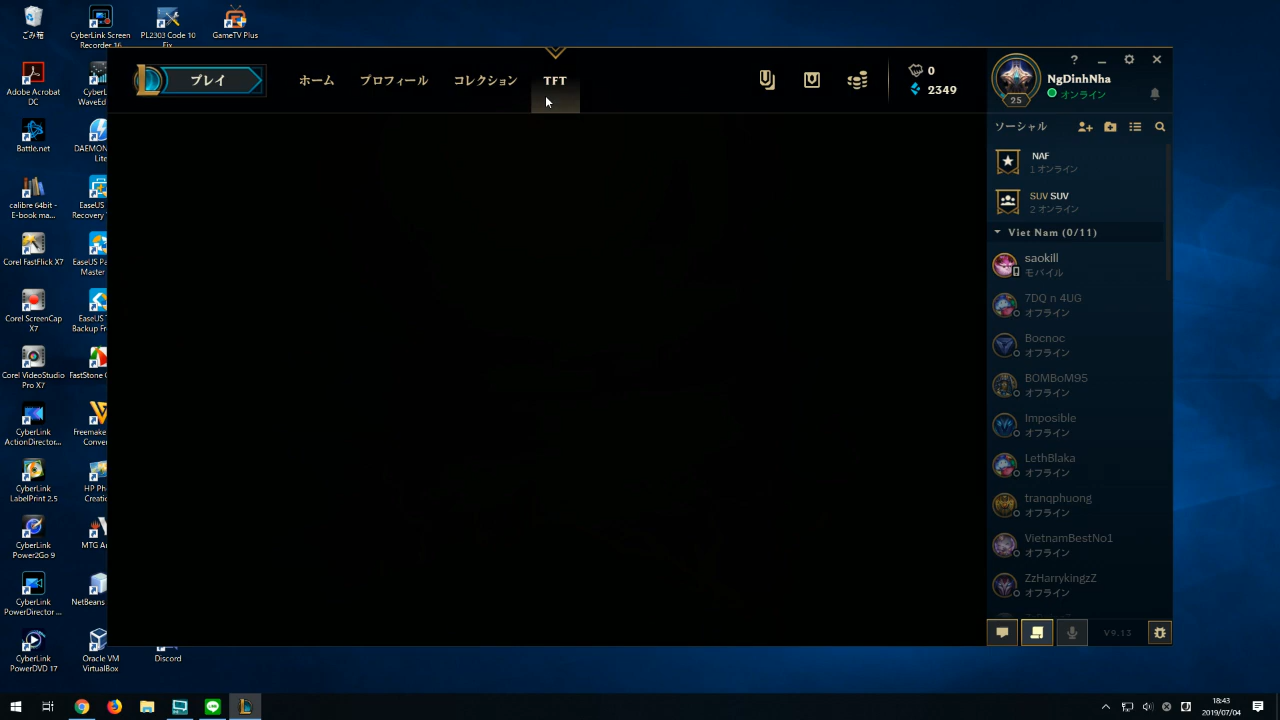 ごみ箱
CyberLink Screen
Recorder 16
PL2303 Code 10
Fix
GameTV Plus
Adobe Acrobat
DC
CyberL
WaveEd
Battle.net
DAEMON
Lite
calibre 64bit -
E-book ma...
EaseUS
Recovery
Corel FastFlick X7
EaseUS Pa
Master
Corel ScreenCap
X7
EaseUS T
Backup Fr
Corel VideoStudio
Pro X7
FastStone C
CyberLink
ActionDirector...
Freemake
Conver
CyberLink
LabelPrint 2.5
HP Ph
Creatio
CyberLink
Power2Go 9
MTG Ar
CyberLink
PowerDirector ...
NetBeans
CyberLink
PowerDVD 17
Oracle VM
VirtualBox
Discord
プレイ
ホーム
プロフィール
コレクション
TFT
0
2349
?
25
NgDinhNha
オンライン
ソーシャル
NAF
1 オンライン
SUV SUV
2 オンライン
Viet Nam (0/11)
saokill
モバイル
7DQ n 4UG
オフライン
Bocnoc
オフライン
BOMBoM95
オフライン
Imposible
オフライン
LethBlaka
オフライン
tranqphuong
オフライン
VietnamBestNo1
オフライン
ZzHarrykingzZ
オフライン
V9.13
18:43
2019/07/04